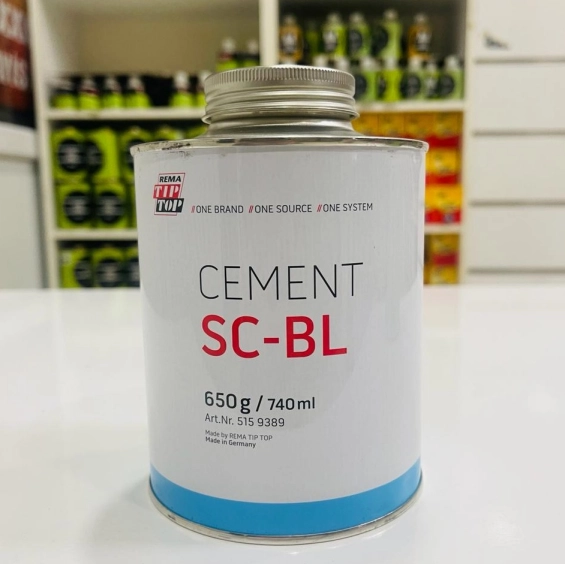 REMA
TIP
TOP
//ONE BRAND //ONE SOURCE //ONE SYSTEM
CEMENT
SC-BL
650g / 740ml
Art.Nr. 515 9389
Made by REMA TIP TOP
Made in Germany